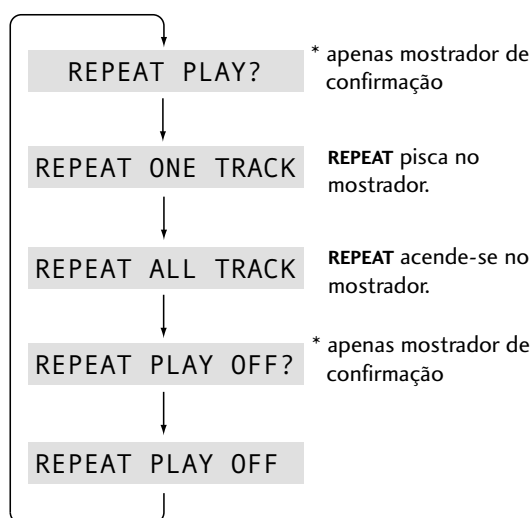 REPEAT PLAY?
* apenas mostrador de
confirmação
REPEAT ONE TRACK
REPEAT pisca no
mostrador.
REPEAT ALL TRACK
REPEAT acende-se no
mostrador.
REPEAT PLAY OFF?
* apenas mostrador de
confirmação
REPEAT PLAY OFF